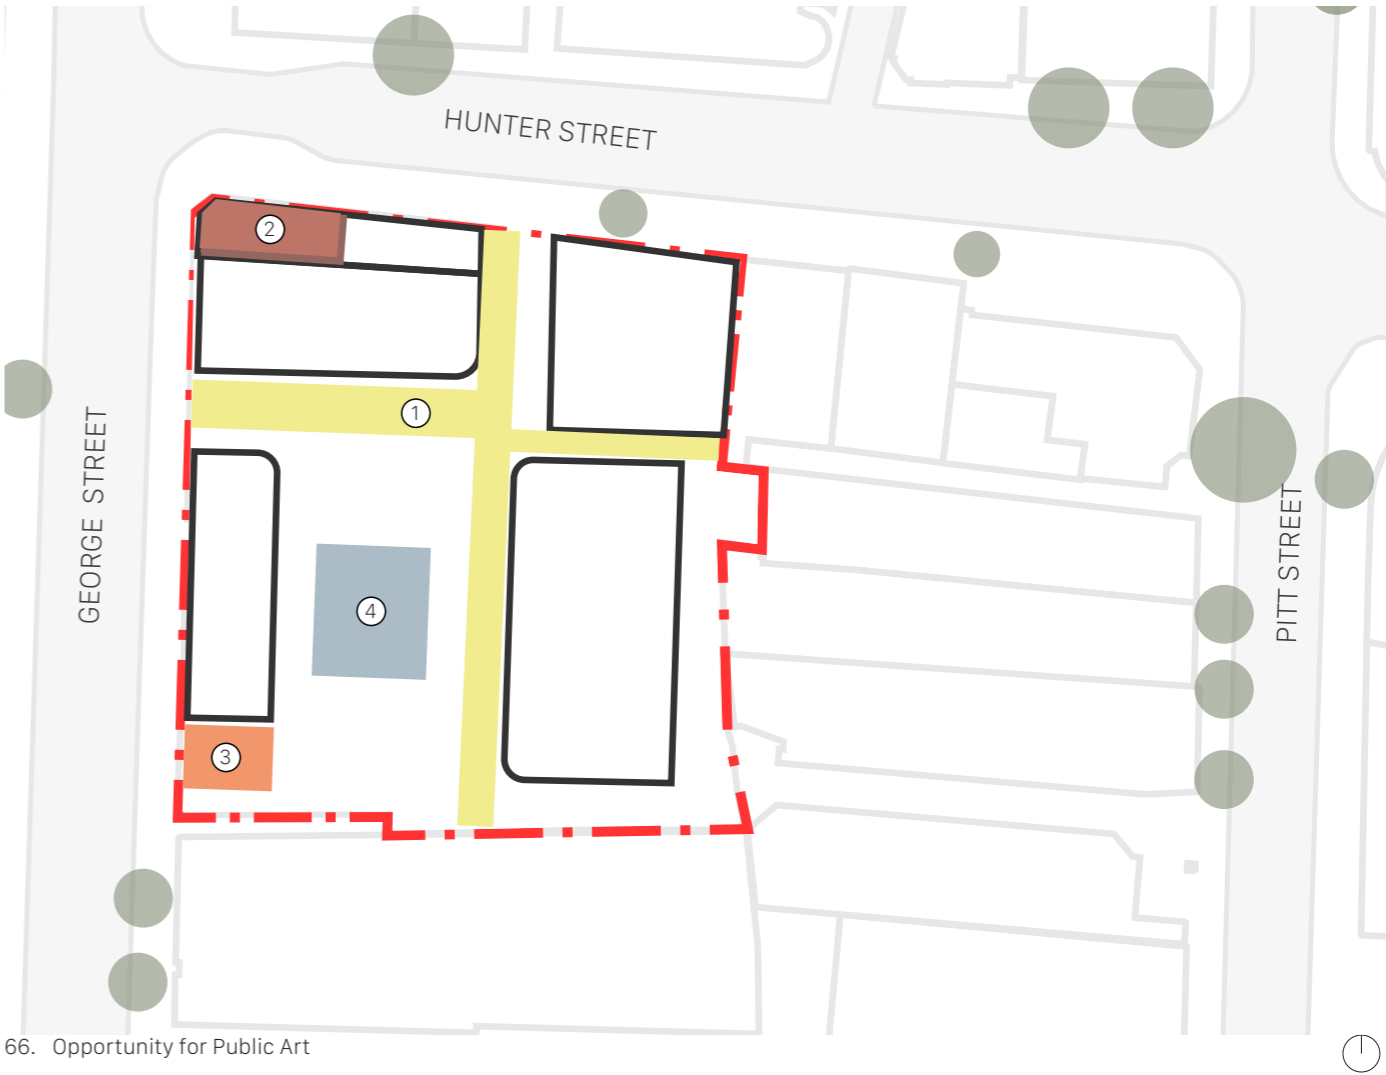 HUNTER STREET
2
1
GEORGE STREET
PITT STREET
4
3
66. Opportunity for Public Art